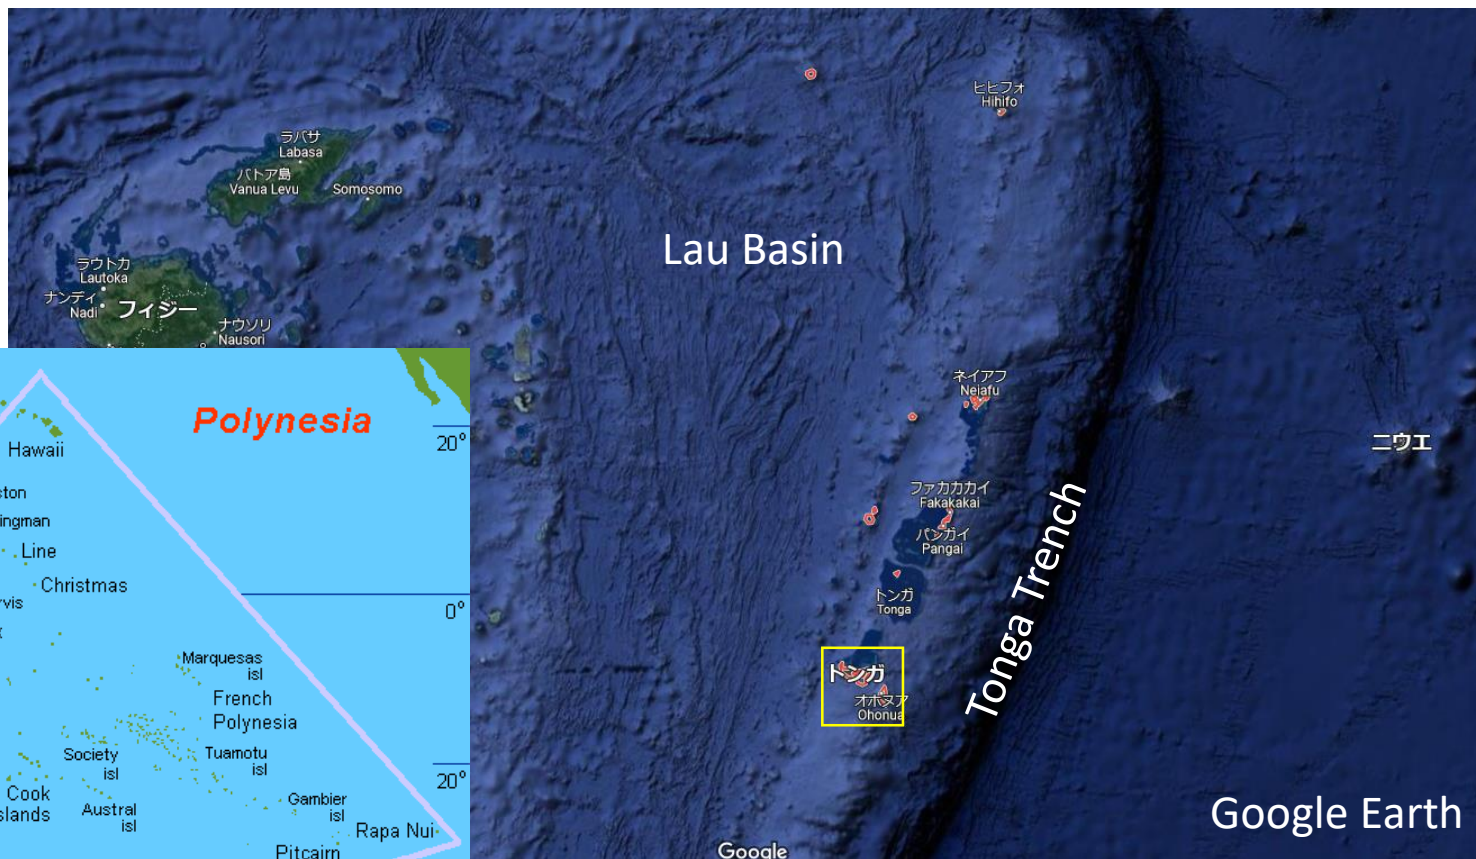 ヒヒフォ
Hihifo
ラバサ
Labasa
バトア島
Vanua Levu
Somosomo
Lau Basin
ラウトカ
Lautoka
ナンディ
Nadi
フィジー
ナウソリ
Nausori
ネイアフ
Neiafu
ニウエ
ファカカカイ
Fakakakai
パンガイ
Pangai
トンガ
Tonga
Tonga Trench
トンガ
オホヌア
Ohonua
Google Earth
Google
Polynesia
20°
Hawaii
ston
ingman
Line
Christmas
rvis
0°
Marquesas
isl
French
Polynesia
Society
isl
Tuamotu
isl
20°
Cook
slands
Austral
isl
Gambier
isl
Rapa Nui
Pitcairn